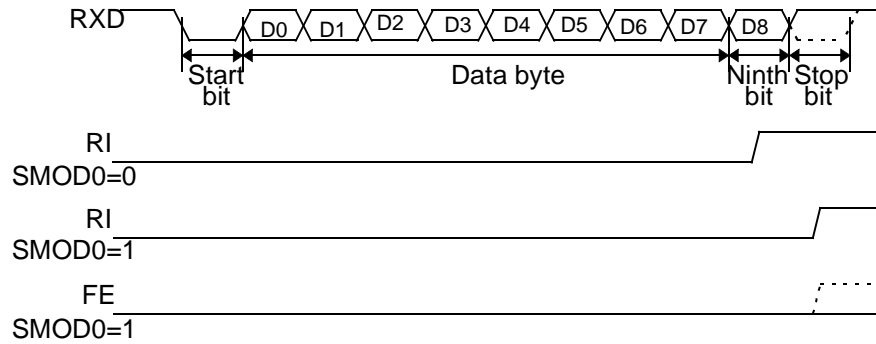 RXD
D0 D1 D2 D3 D4 D5 D6 D7 D8
Start bit
Data byte
Ninth bit
Stop bit
RI
SMOD0=0
RI
SMOD0=1
FE
SMOD0=1